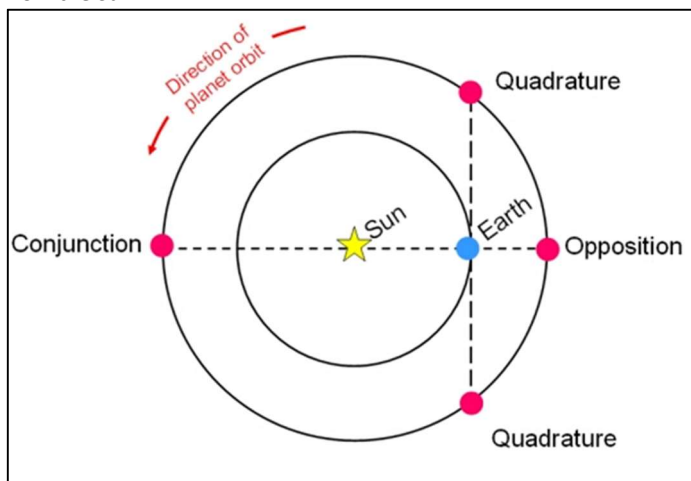 Direction of
planet orbit
Quadrature
Sun
Earth
Conjunction
Opposition
Quadrature